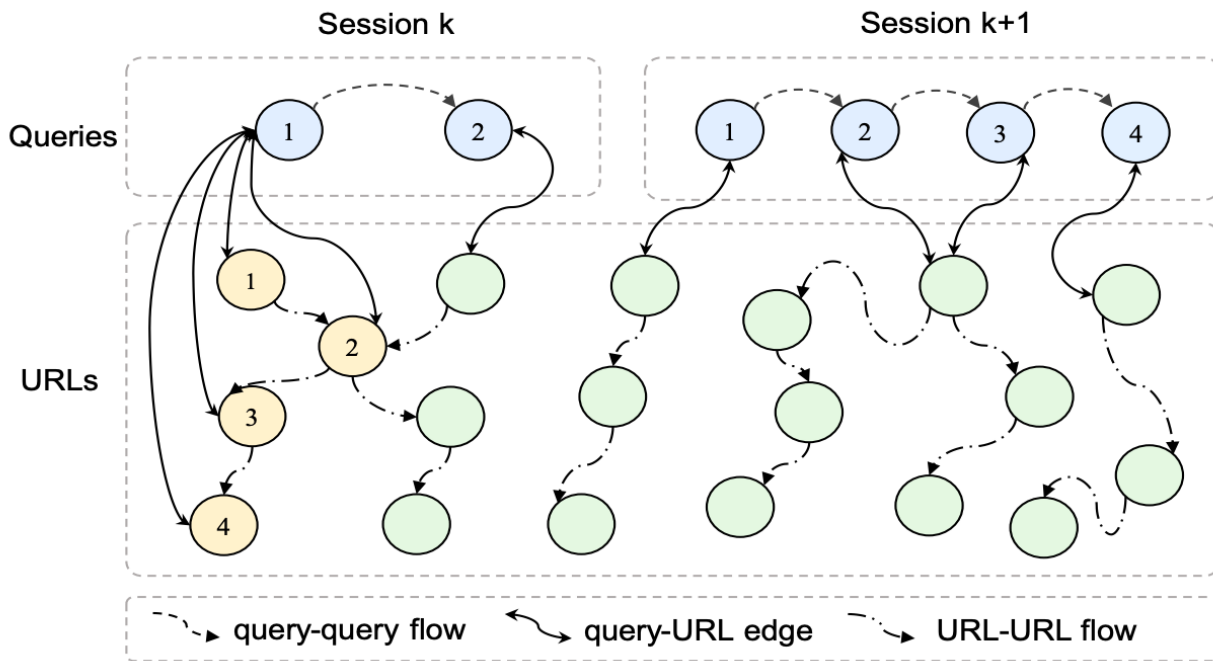 Session k
Session k+1
Queries
1
2
1
2
3
4
URLs
1
2
3
4
query-query flow
query-URL edge
URL-URL flow